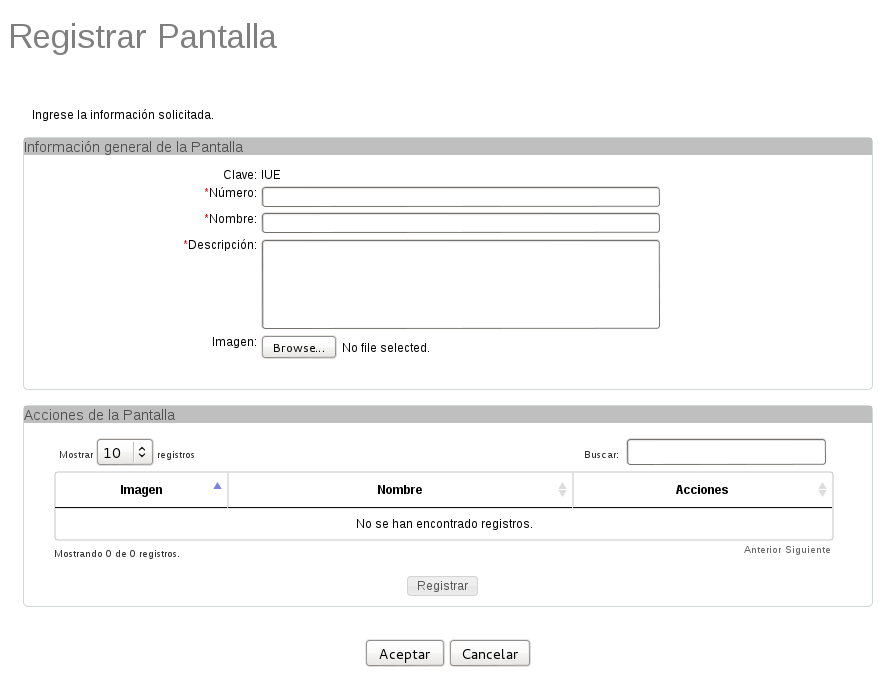 Registrar Pantalla
Ingrese la información solicitada.
Información general de la Pantalla
Clave: IUE
*Número:
*Nombre:
*Descripción:
Imagen: Browse... No file selected.
Acciones de la Pantalla
Mostrar 10 registros Buscar:
Imagen Nombre Acciones
No se han encontrado registros.
Mostrando 0 de 0 registros. Anterior Siguiente
Registrar
Aceptar Cancelar